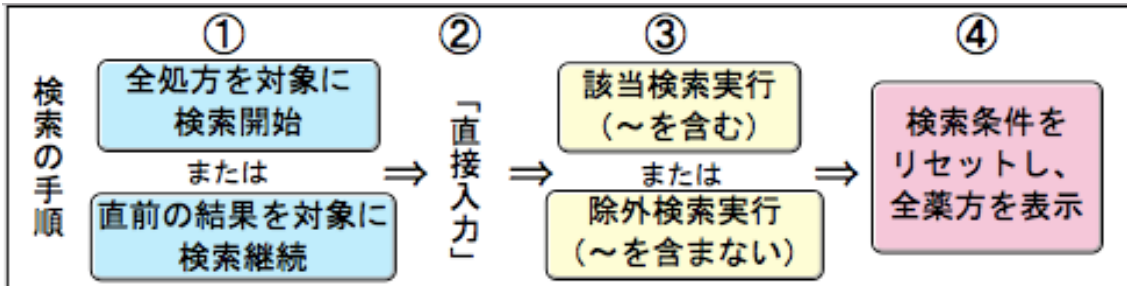 検索の手順
①
全処方を対象に
検索開始
または
直前の結果を対象に
検索継続
⇒
②
「直接入力」
⇒
③
該当検索実行
(～を含む)
または
除外検索実行
(～を含まない)
⇒
④
検索条件を
リセットし、
全薬方を表示